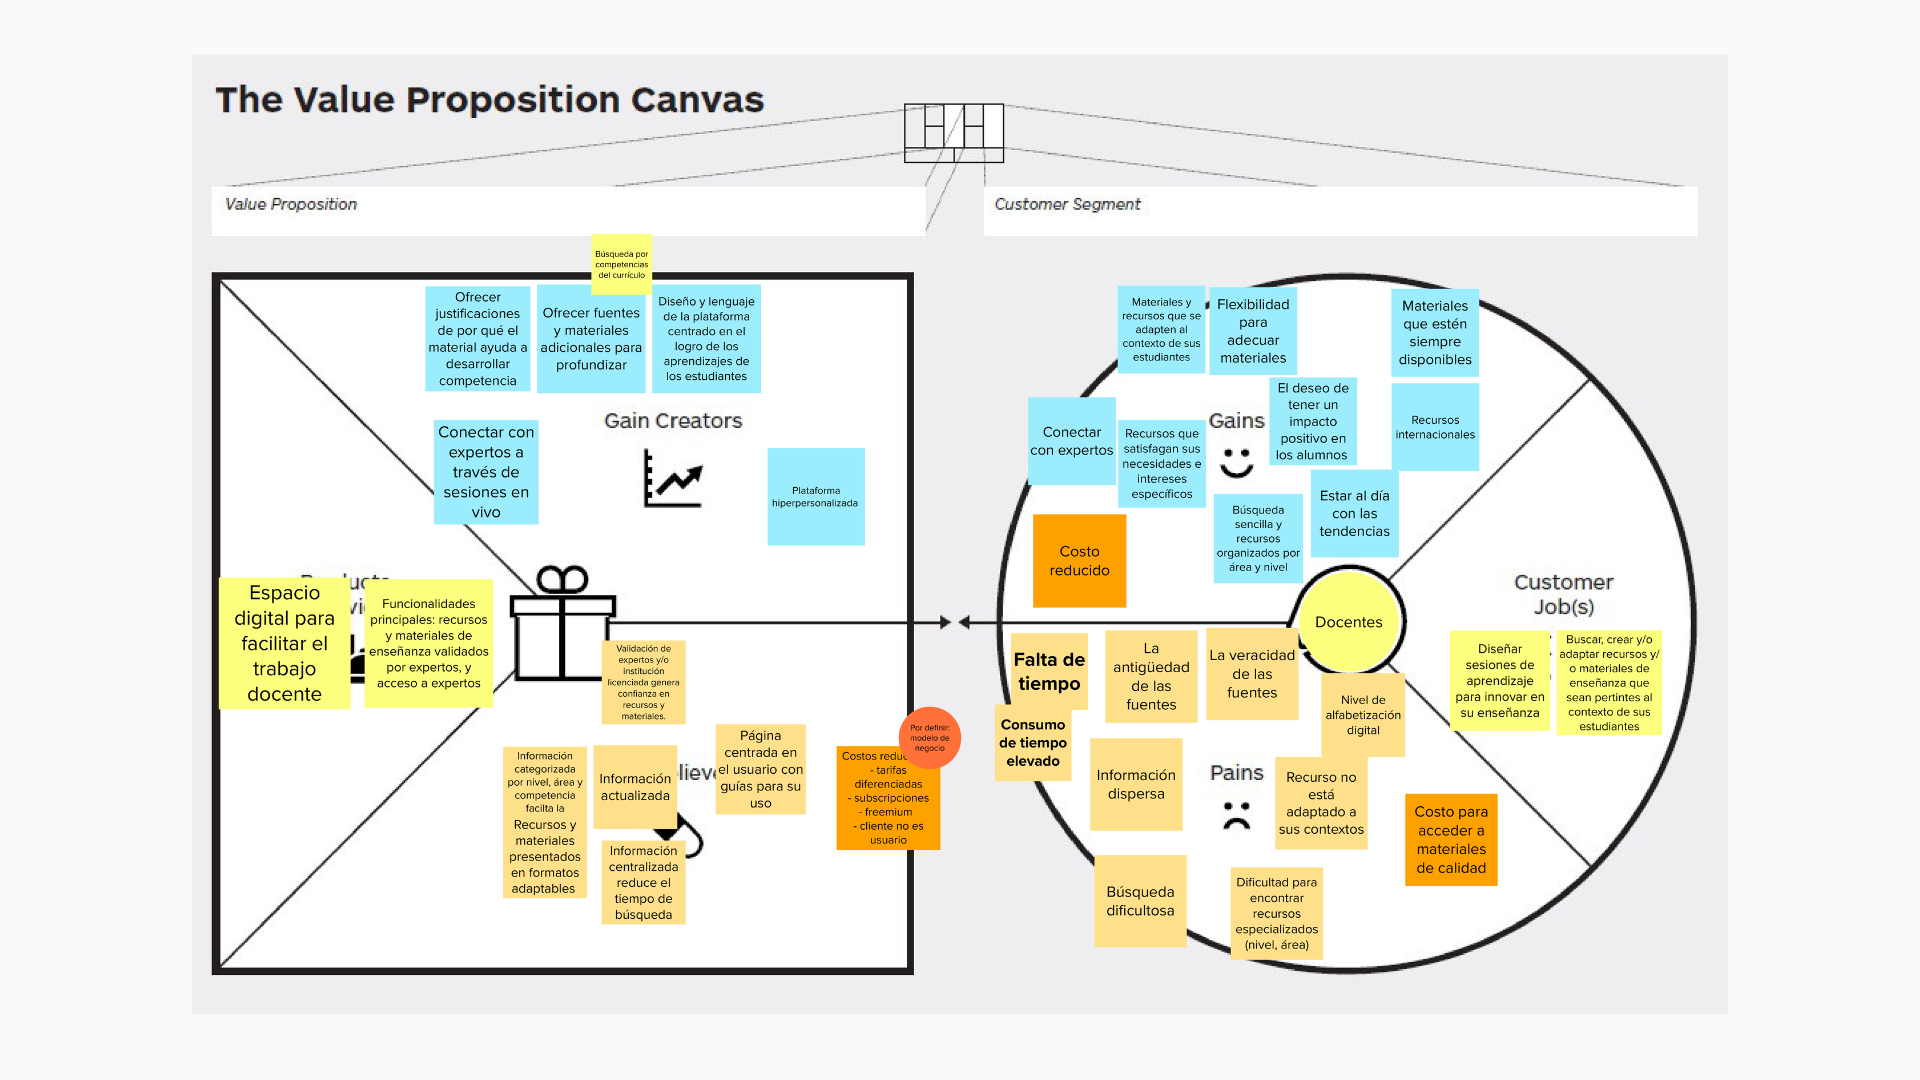 The Value Proposition Canvas
Value Proposition
Customer Segment
Búsqueda por
competencias
del currículo
Ofrecer
justificaciones
de por qué el
material ayuda a
desarrollar
competencia
Ofrecer fuentes
y materiales
adicionales para
profundizar
Diseño y lenguaje
de la plataforma
centrado en el
logro de los
aprendizajes de
los estudiantes
Gain Creators
Conectar con
expertos a
través de
sesiones en
vivo
Plataforma
hiperpersonalizada
Espacio
digital para
facilitar el
trabajo
docente
Funcionalidades
principales: recursos
y materiales de
enseñanza validados
por expertos, y
acceso a expertos
Validación de
expertos y/o
institución
licenciada genera
confianza en
recursos y
materiales.
Información
categorizada
por nivel, área y
competencia
facilta la
Recursos y
materiales
presentados
en formatos
adaptables
Información
actualizada
Información
centralizada
reduce el
tiempo de
búsqueda
Página
centrada en
el usuario con
guías para su
uso
Por definir:
modelo de
negocio
- tarifas
diferenciadas
- subscripciones
- freemium
- cliente no es
usuario
Materiales y
recursos que se
adapten al
contexto de sus
estudiantes
Flexibilidad
para
adecuar
materiales
Materiales
que estén
siempre
disponibles
Conectar
con expertos
Recursos que
satisfagan sus
necesidades e
intereses
específicos
Gains
El deseo de
tener un
impacto
positivo en
los alumnos
Recursos
internacionales
Búsqueda
sencilla y
recursos
organizados por
área y nivel
Estar al día
con las
tendencias
Costo
reducido
Docentes
Customer
Job(s)
Diseñar
sesiones de
aprendizaje
para innovar en
su enseñanza
Buscar, crear y/o
adaptar recursos y/
o materiales de
enseñanza que
sean pertintes al
contexto de sus
estudiantes
Falta de
tiempo
Consumo
de tiempo
elevado
La
antigüedad
de las
fuentes
La veracidad
de las
fuentes
Nivel de
alfabetización
digital
Información
dispersa
Pains
Recurso no
está
adaptado a
sus contextos
Costo para
acceder a
materiales
de calidad
Búsqueda
dificultosa
Dificultad para
encontrar
recursos
especializados
(nivel, área)